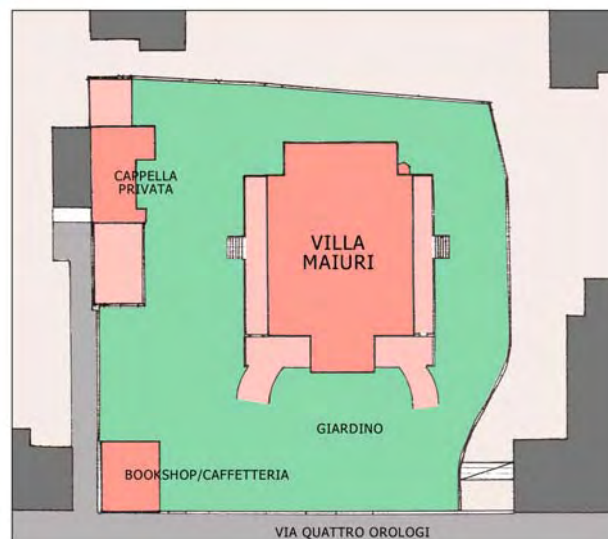 CAPPELLA
PRIVATA
VILLA
MAIURI
GIARDINO
BOOKSHOP/CAFFETTERIA
VIA QUATTRO OROLOGI